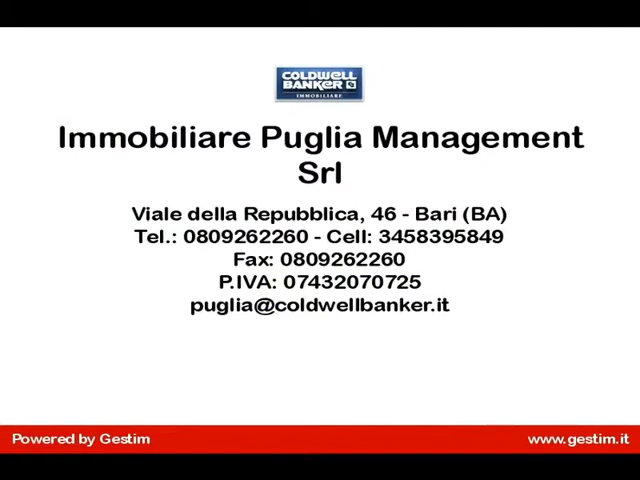 COLDWELL
BANKER CB
IMMOBILIARE
Immobiliare Puglia Management
Srl
Viale della Repubblica, 46 - Bari (BA)
Tel.: 0809262260 - Cell: 3458395849
Fax: 0809262260
P.IVA: 07432070725
puglia@coldwellbanker.it
Powered by Gestim www.gestim.it